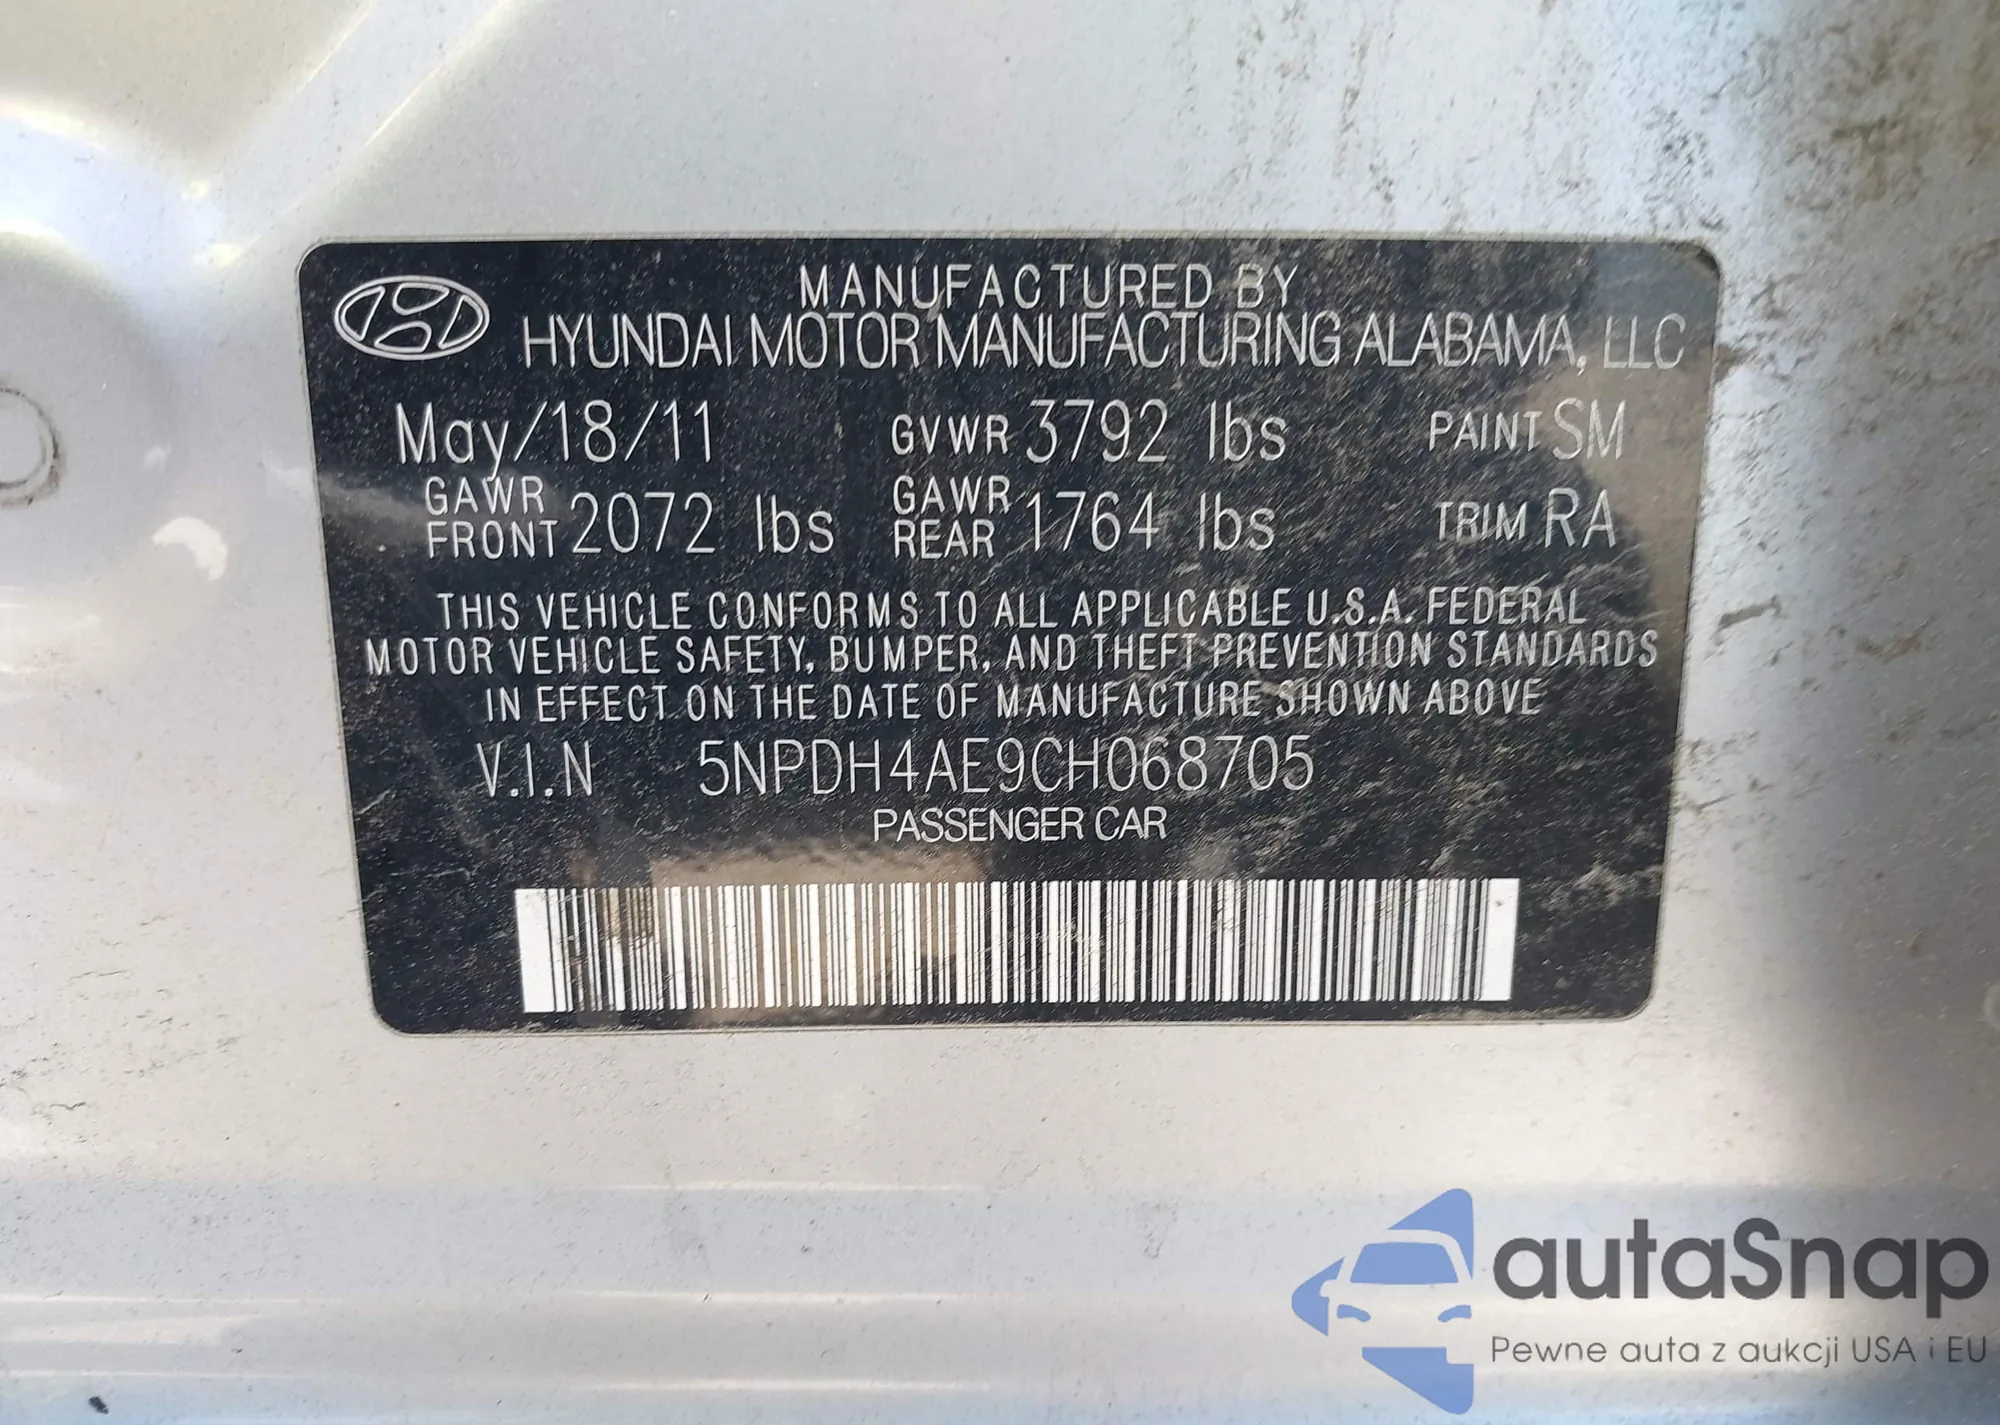 MANUFACTURED BY
HYUNDAI MOTOR MANUFACTURING ALABAMA, LLC
May/18/11 GVWR 3792 lbs PAINT SM
GAWR FRONT 2072 lbs GAWR REAR 1764 lbs TRIM RA
THIS VEHICLE CONFORMS TO ALL APPLICABLE U.S.A. FEDERAL
MOTOR VEHICLE SAFETY, BUMPER, AND THEFT PREVENTION STANDARDS
IN EFFECT ON THE DATE OF MANUFACTURE SHOWN ABOVE
V.I.N 5NPDH4AE9CH068705
PASSENGER CAR
autaSnap
Pewne auta z aukcji USA i EU